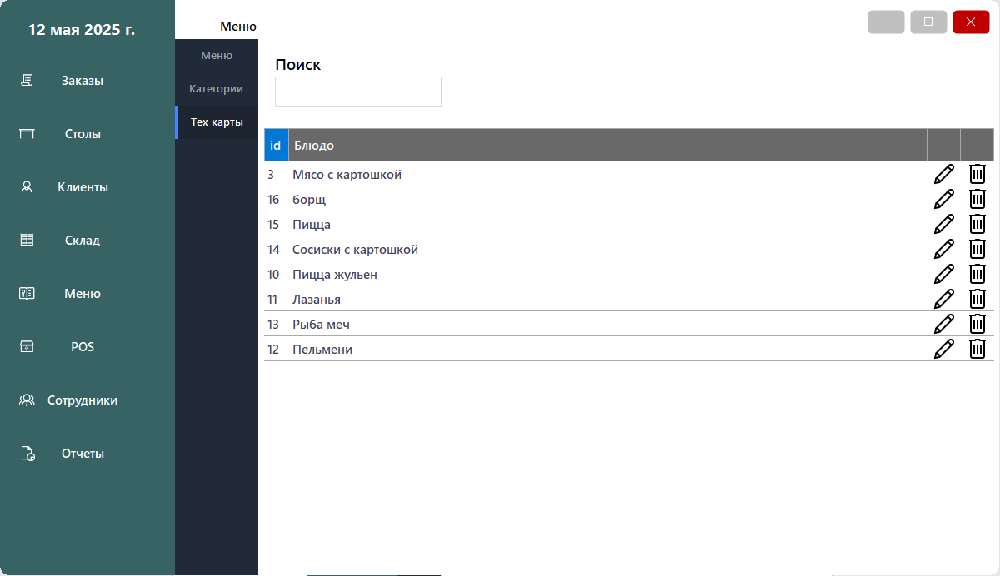 12 мая 2025 г.
Заказы
Столы
Клиенты
Склад
Меню
POS
Сотрудники
Отчеты
Меню
Меню
Категории
Тех карты
Поиск
id Блюдо
3 Мясо с картошкой
16 борщ
15 Пицца
14 Сосиски с картошкой
10 Пицца жульен
11 Лазанья
13 Рыба меч
12 Пельмени